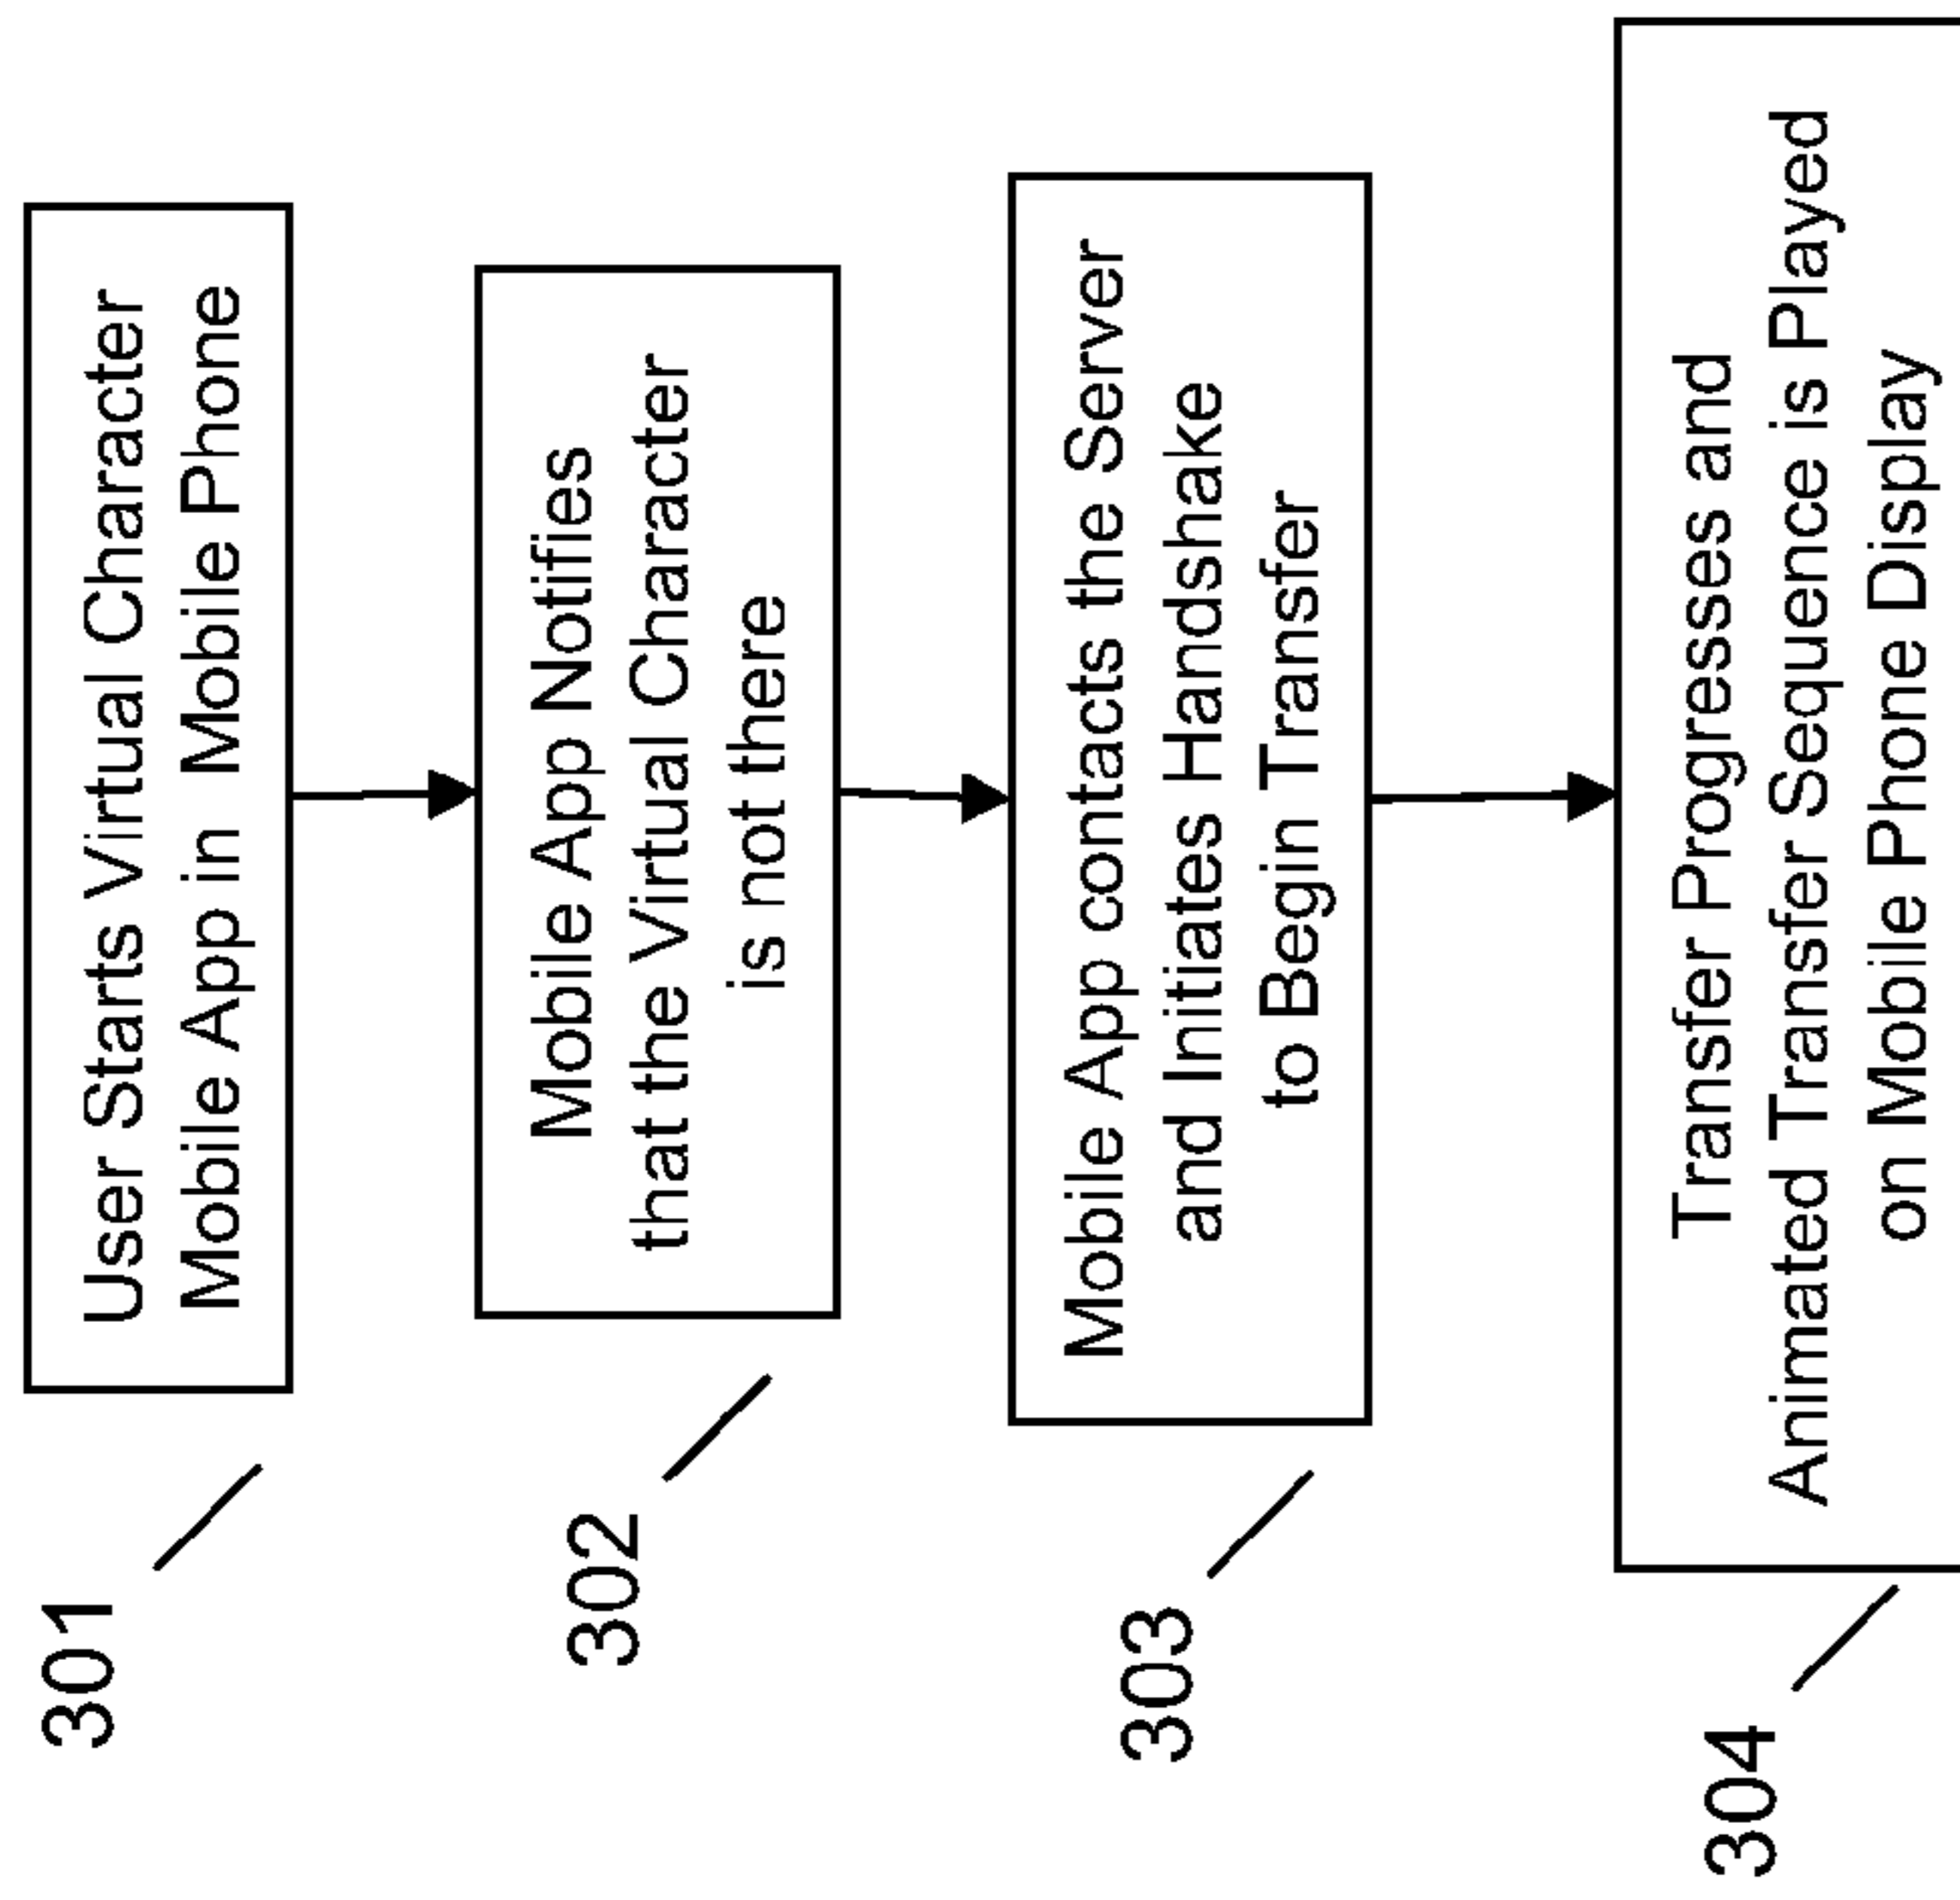 301
User Starts Virtual Character
Mobile App in Mobile Phone
302
Mobile App Notifies
that the Virtual Character
is not there
303
Mobile App contacts the Server
and Initiates Handshake
to Begin Transfer
304
Transfer Progresses and
Animated Transfer Sequence is Played
on Mobile Phone Display